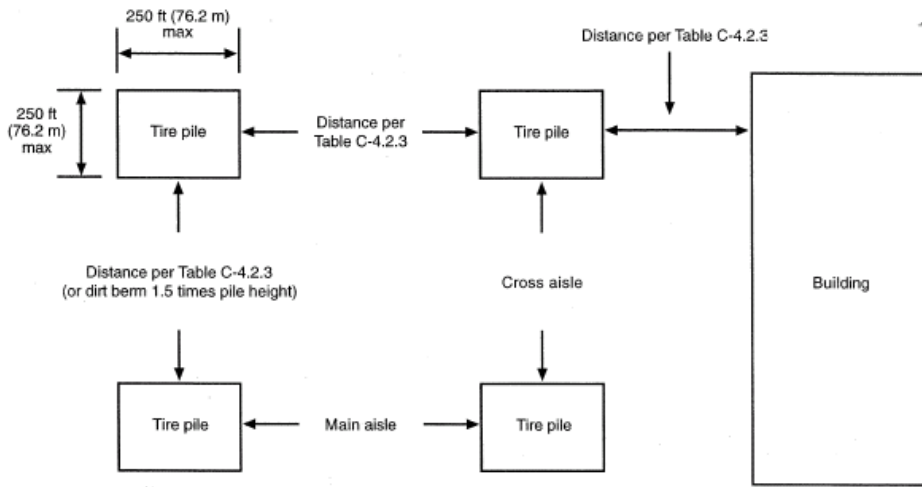 250 ft (76.2 m)
max
Distance per Table C-4.2.3
250 ft
(76.2 m)
max
Tire pile
Distance per
Table C-4.2.3
Tire pile
Distance per Table C-4.2.3
(or dirt berm 1.5 times pile height)
Cross aisle
Building
Tire pile
Main aisle
Tire pile